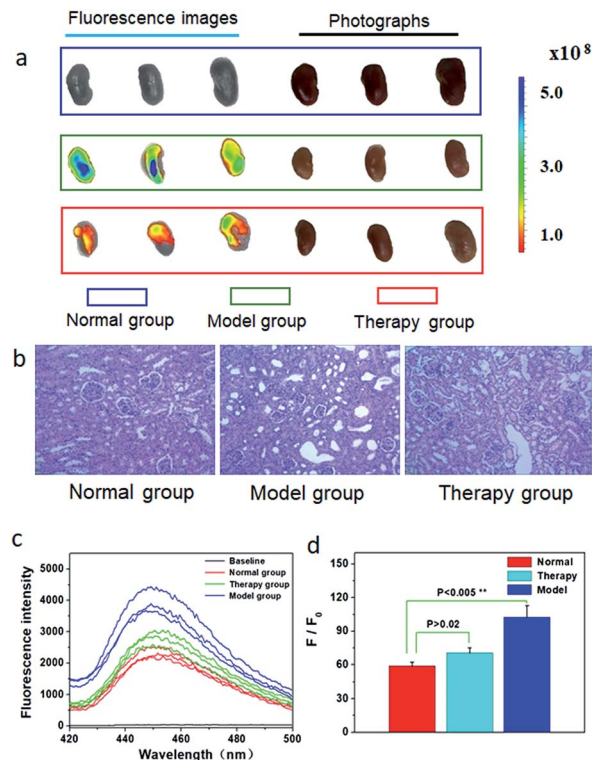 Fluorescence images Photographs
a
x10⁸
5.0
3.0
1.0
Normal group Model group Therapy group
b
Normal group Model group Therapy group
c
Fluorescence intensity
5000
4000
3000
2000
1000
0
420 440 460 480 500
Wavelength (nm)
Baseline
Normal group
Therapy group
Model group
d
F / F₀
150
120
90
60
30
0
Normal
Therapy
Model
P<0.005 **
P>0.02